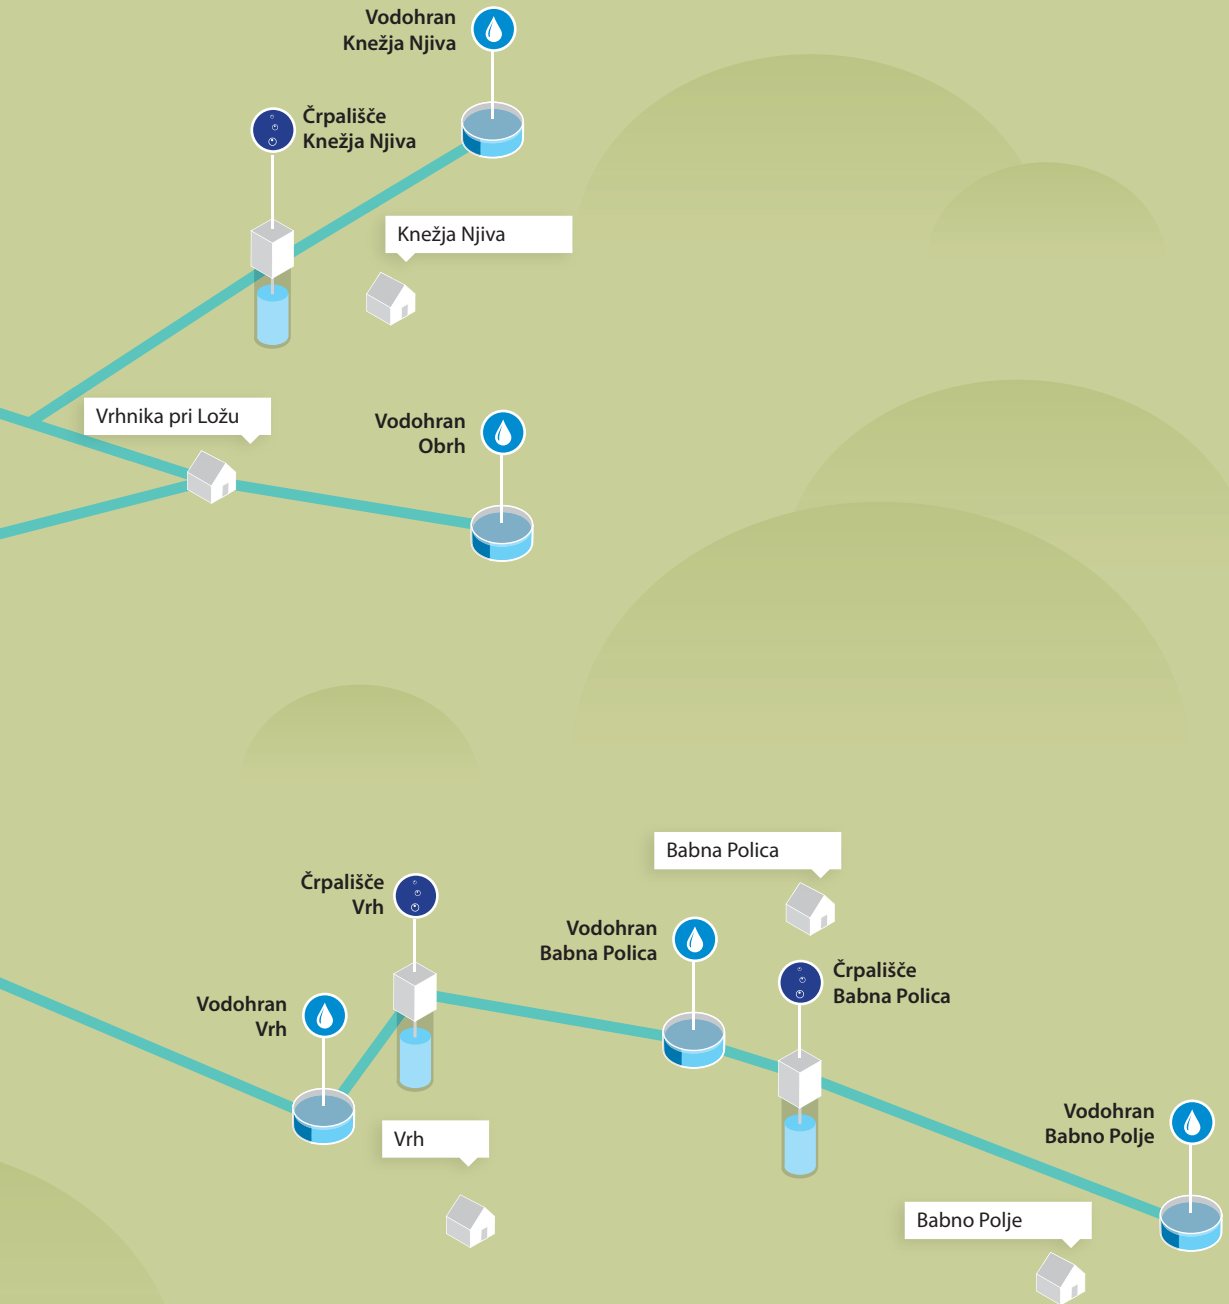 Vodohran
Knežja Njiva
Črpališče
Knežja Njiva
Knežja Njiva
Vrhnika pri Ložu
Vodohran
Obrh
Babna Polica
Črpališče
Vrh
Vodohran
Babna Polica
Črpališče
Babna Polica
Vodohran
Vrh
Vodohran
Babno Polje
Vrh
Babno Polje